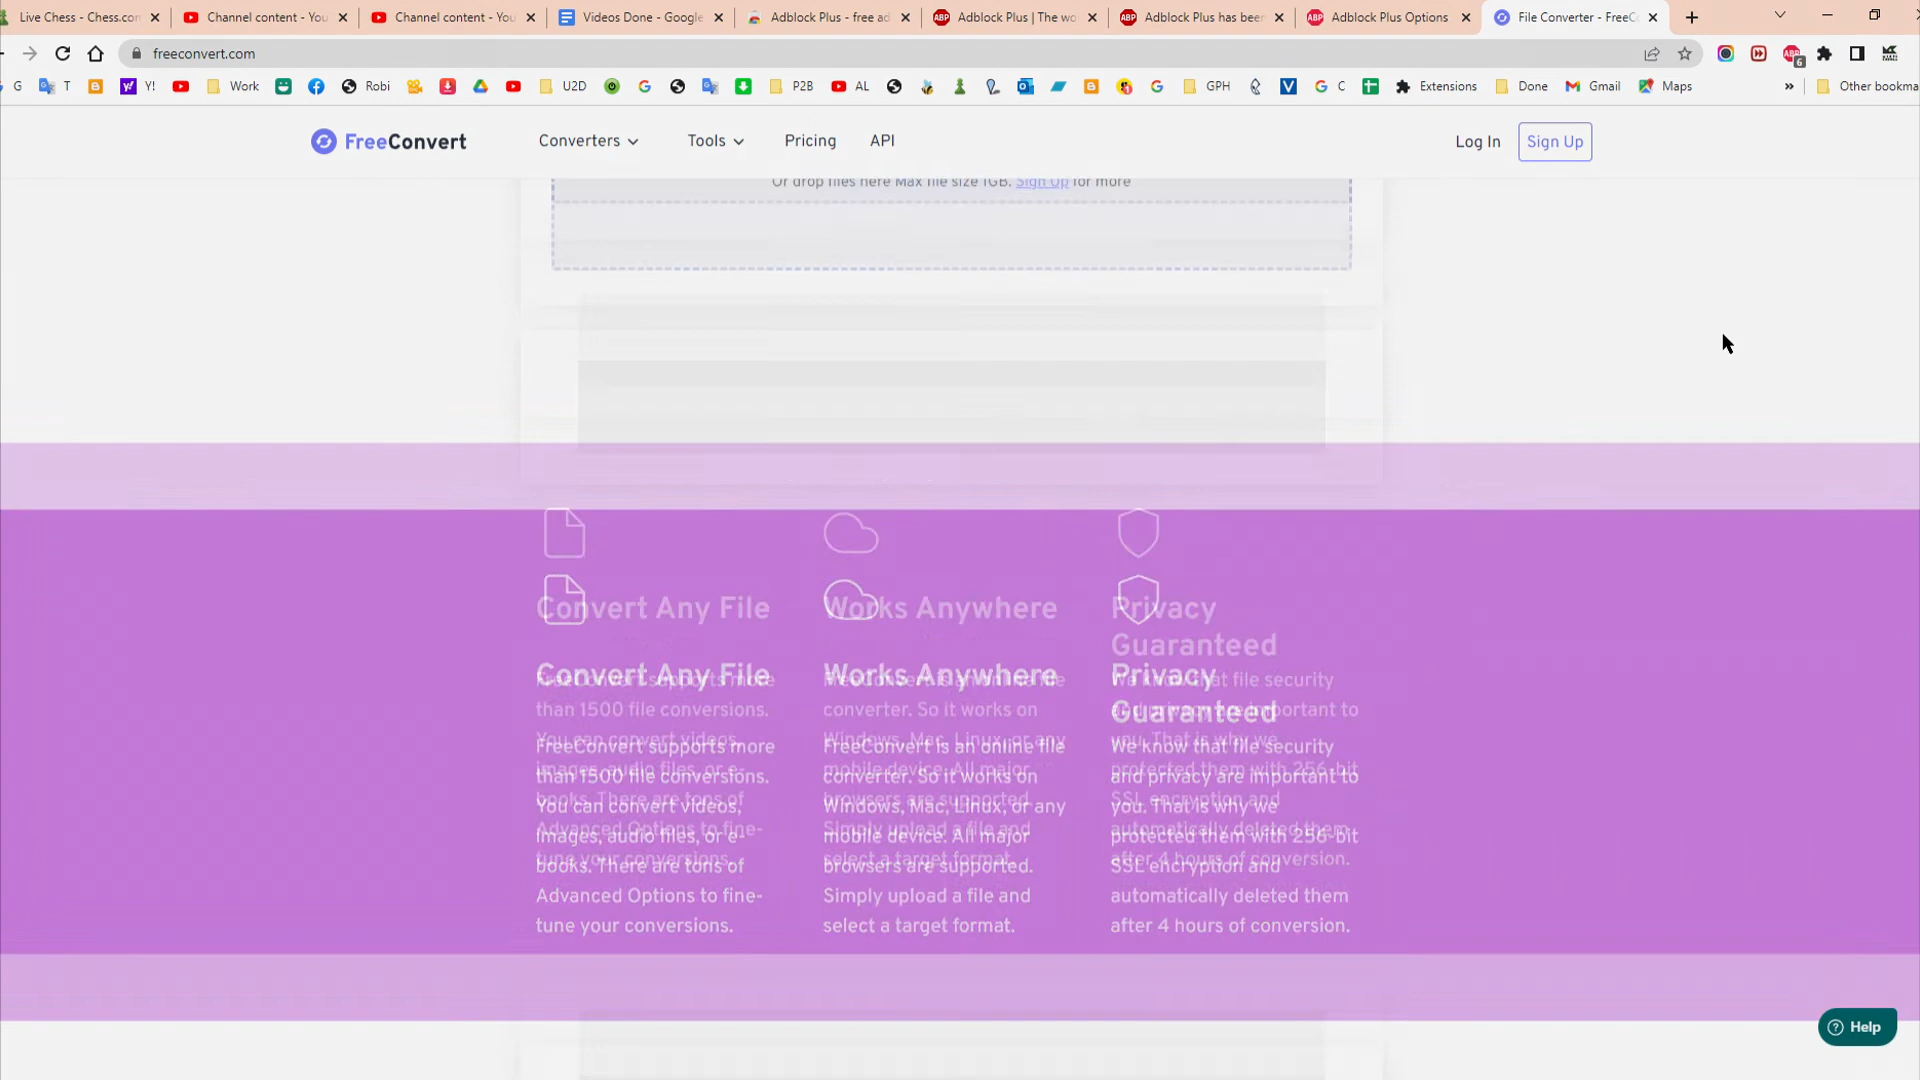 Live Chess - Chess.com
Channel content - You
Channel content - You
Videos Done - Google
Adblock Plus - free ad
Adblock Plus | The wo
Adblock Plus has been
Adblock Plus Options
File Converter - FreeC
freeconvert.com
G T Y! Work Robi U2D P2B AL GPH G C Extensions Done Gmail Maps » Other bookma
FreeConvert
Converters
Tools
Pricing
API
Log In
Sign Up
Or drop files here Max file size 1GB. Sign Up for more
Convert Any File
FreeConvert supports more
than 1500 file conversions.
You can convert videos,
images, audio files, or e-
books. There are tons of
Advanced Options to fine-
tune your conversions.
Works Anywhere
FreeConvert is an online file
converter. So it works on
Windows, Mac, Linux, or any
mobile device. All major
browsers are supported.
Simply upload a file and
select a target format.
Privacy
Guaranteed
We know that file security
and privacy are important to
you. That is why we
protected them with 256-bit
SSL encryption and
automatically deleted them
after 4 hours of conversion.
Help